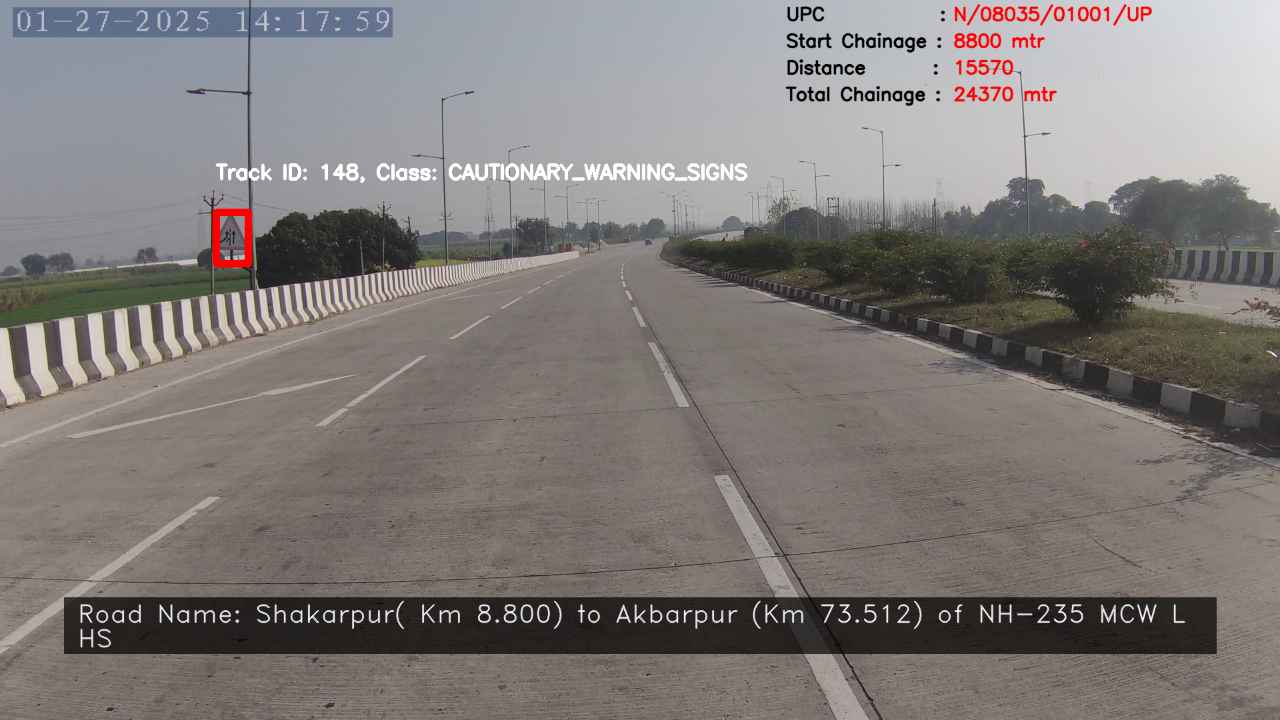 01-27-2025 14:17:59
UPC : N/08035/01001/UP
Start Chainage : 8800 mtr
Distance : 15570
Total Chainage : 24370 mtr
Track ID: 148, Class: CAUTIONARY_WARNING_SIGNS
Road Name: Shakarpur( Km 8.800) to Akbarpur (Km 73.512) of NH-235 MCW L
HS